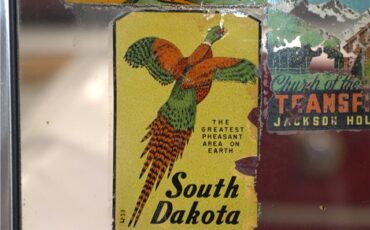 THE
GREATEST
PHEASANT
AREA ON
EARTH
South
Dakota
Church of the
TRANSF
JACKSON HOL